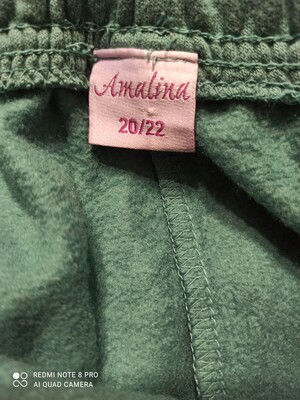 Amalina
20/22
REDMI NOTE 8 PRO
AI QUAD CAMERA